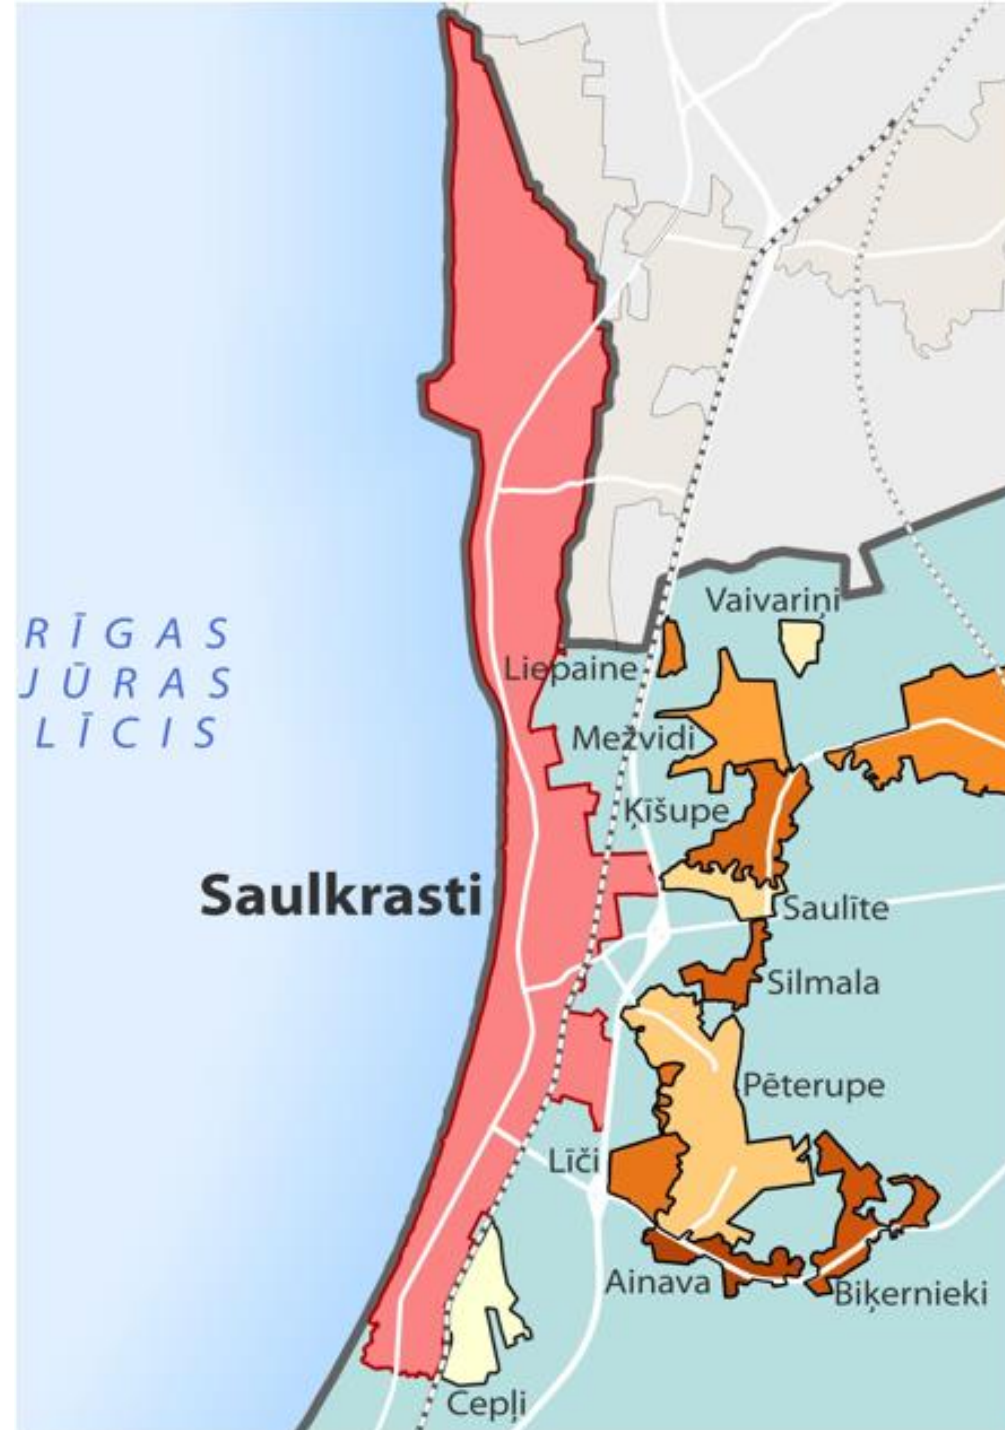 Vaivariņi
RĪGAS
JŪRAS
LĪCIS
Liepaine
Mežvidi
Ķīšupe
Saulkrasti
Saulīte
Silmala
Pēterupe
Līči
Ainava
Biķernieki
Cepļi